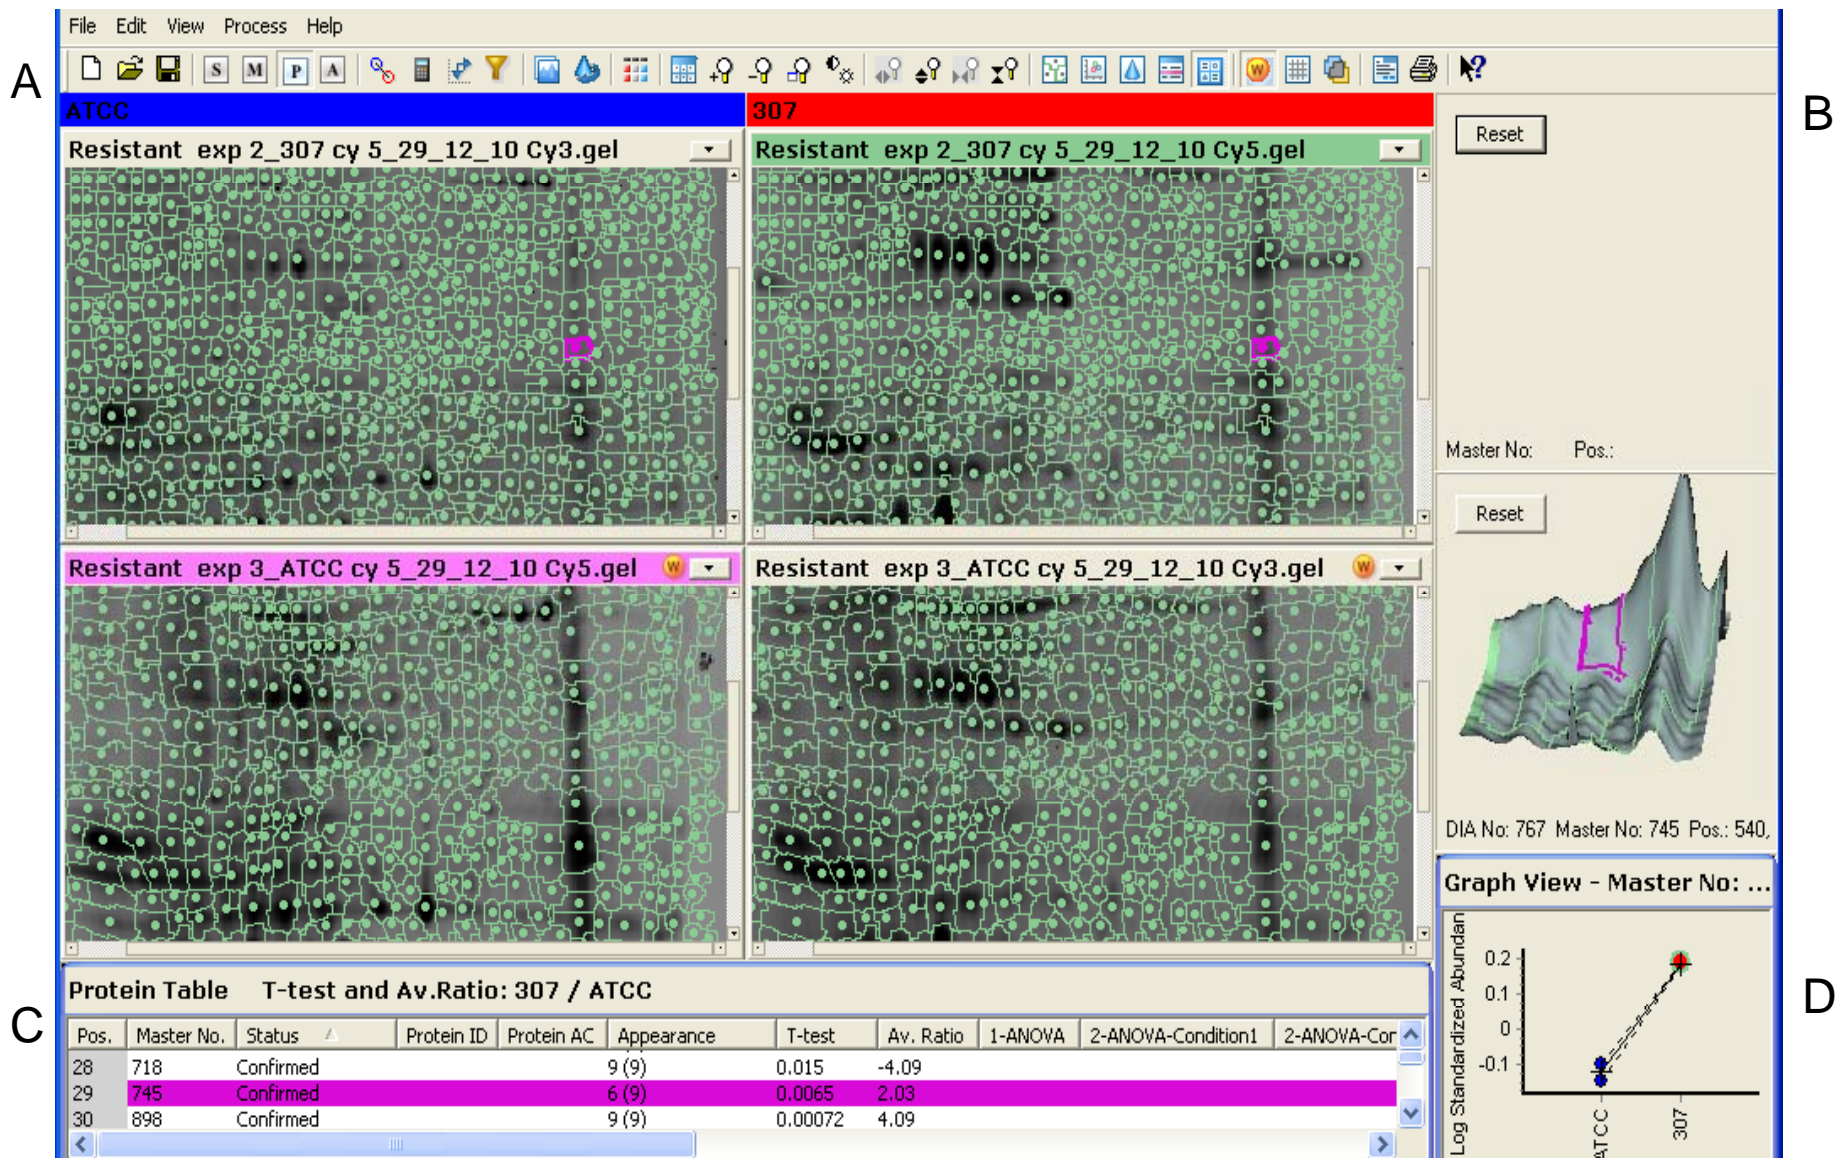 File Edit View Process Help
A
S M P A
W
B
ATCC 307
Reset
Resistant exp 2_307 cy 5_29_12_10 Cy3.gel
Resistant exp 2_307 cy 5_29_12_10 Cy5.gel
Master No: Pos.:
Reset
Resistant exp 3_ATCC cy 5_29_12_10 Cy5.gel W
Resistant exp 3_ATCC cy 5_29_12_10 Cy3.gel W
DIA No: 767 Master No: 745 Pos.: 540,
Graph View - Master No: ...
Log Standardized Abundan
0.2
0.1
0
-0.1
ATCC
307
D
C
Protein Table T-test and Av.Ratio: 307 / ATCC
Pos. Master No. Status Protein ID Protein AC Appearance T-test Av. Ratio 1-ANOVA 2-ANOVA-Condition1 2-ANOVA-Con
28 718 Confirmed 9 (9) 0.015 -4.09
29 745 Confirmed 6 (9) 0.0065 2.03
30 898 Confirmed 9 (9) 0.00072 4.09